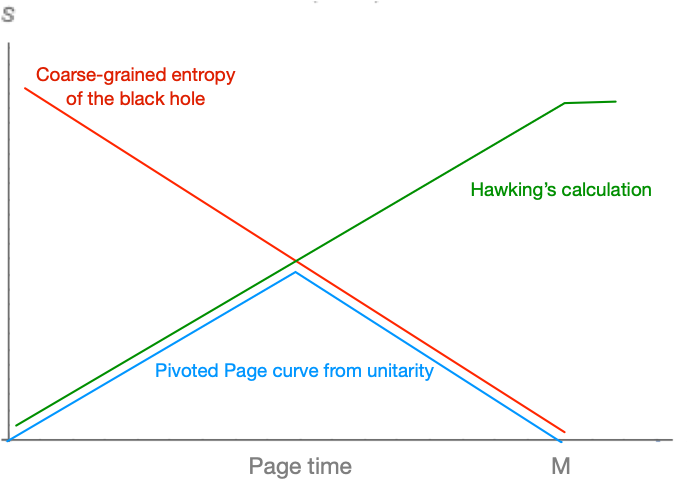 S
Coarse-grained entropy
of the black hole
Hawking's calculation
Pivoted Page curve from unitarity
Page time
M